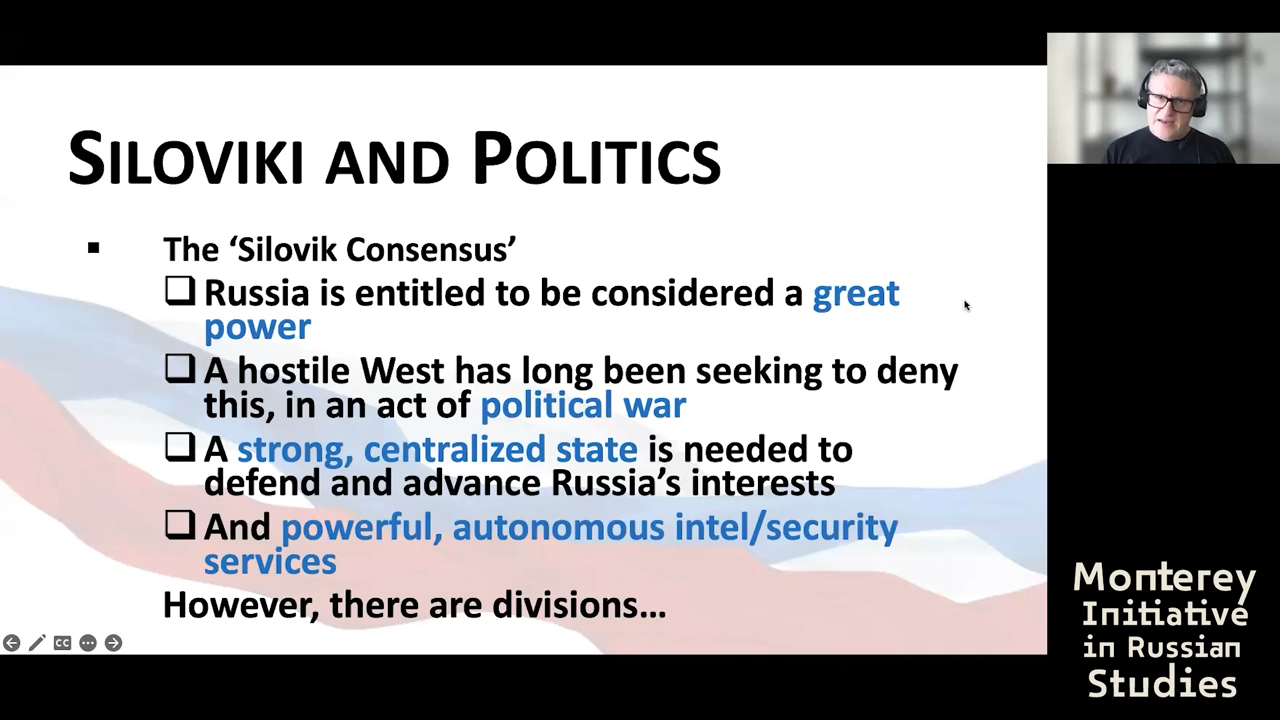 SILOVIKI AND POLITICS
▪ The ‘Silovik Consensus’
❑ Russia is entitled to be considered a great
power
❑ A hostile West has long been seeking to deny
this, in an act of political war
❑ A strong, centralized state is needed to
defend and advance Russia’s interests
❑ And powerful, autonomous intel/security
services
However, there are divisions…
CC
Monterey
Initiative
in Russian
Studies